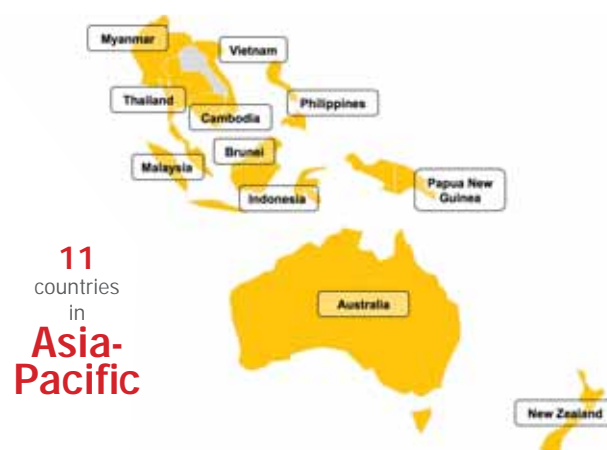 Myanmar
Vietnam
Thailand
Philippines
Cambodia
Brunei
Malaysia
Indonesia
Papua New
Guinea
11
countries
in
Asia-
Pacific
Australia
New Zealand